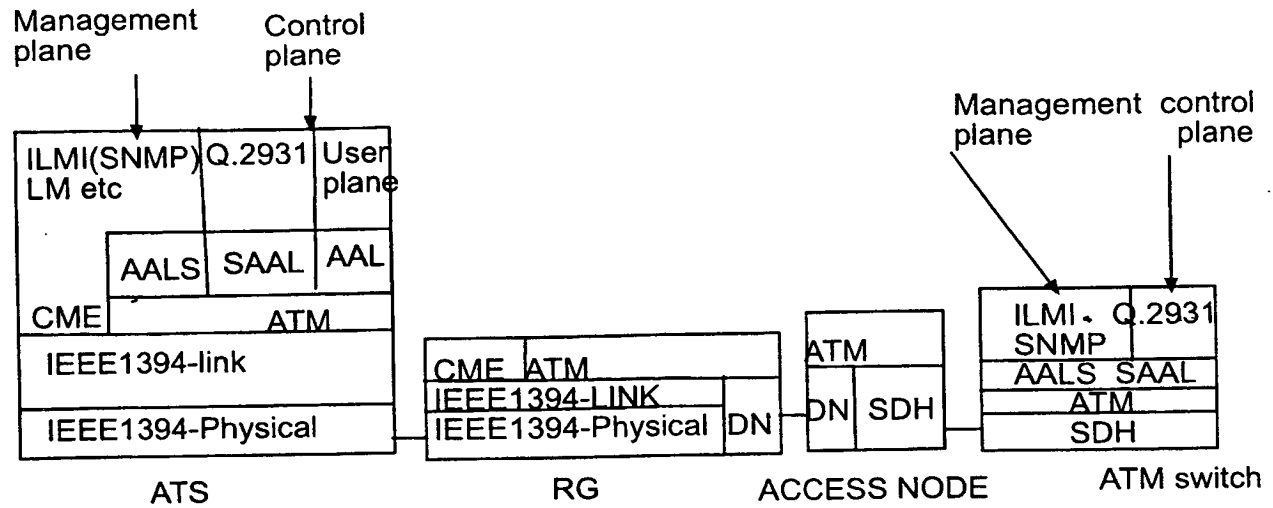 Management
plane
Control
plane
Management control
plane plane
ILMI(SNMP) Q.2931 User
LM etc plane
AALS SAAL AAL
CME ATM
IEEE1394-link
IEEE1394-Physical
ATS
CME ATM
IEEE1394-LINK
IEEE1394-Physical DN
RG
ATM
DN SDH
ACCESS NODE
ILMI Q.2931
SNMP
AALS SAAL
ATM
SDH
ATM switch